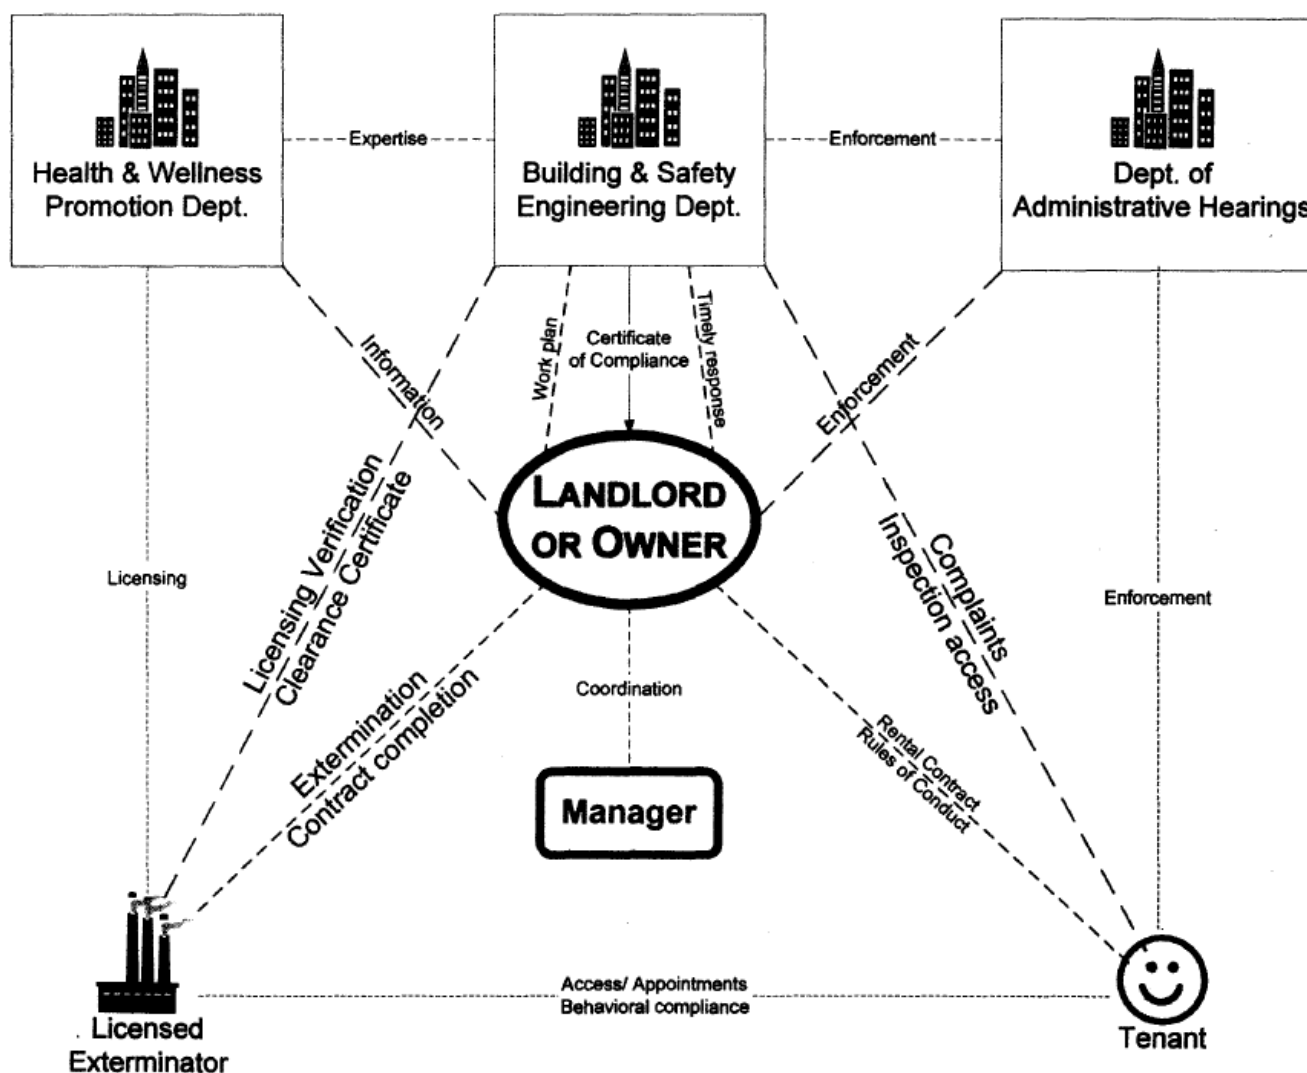 Health & Wellness
Promotion Dept.
Expertise
Building & Safety
Engineering Dept.
Enforcement
Dept. of
Administrative Hearings
Information
Work plan
Certificate
of Compliance
Timely response
Enforcement
LANDLORD
OR OWNER
Licensing
Licensing Verification
Clearance Certificate
Complaints
Inspection access
Enforcement
Extermination
Contract completion
Coordination
Rental Contract
Rules of Conduct
Manager
Licensed
Exterminator
Access/ Appointments
Behavioral compliance
Tenant